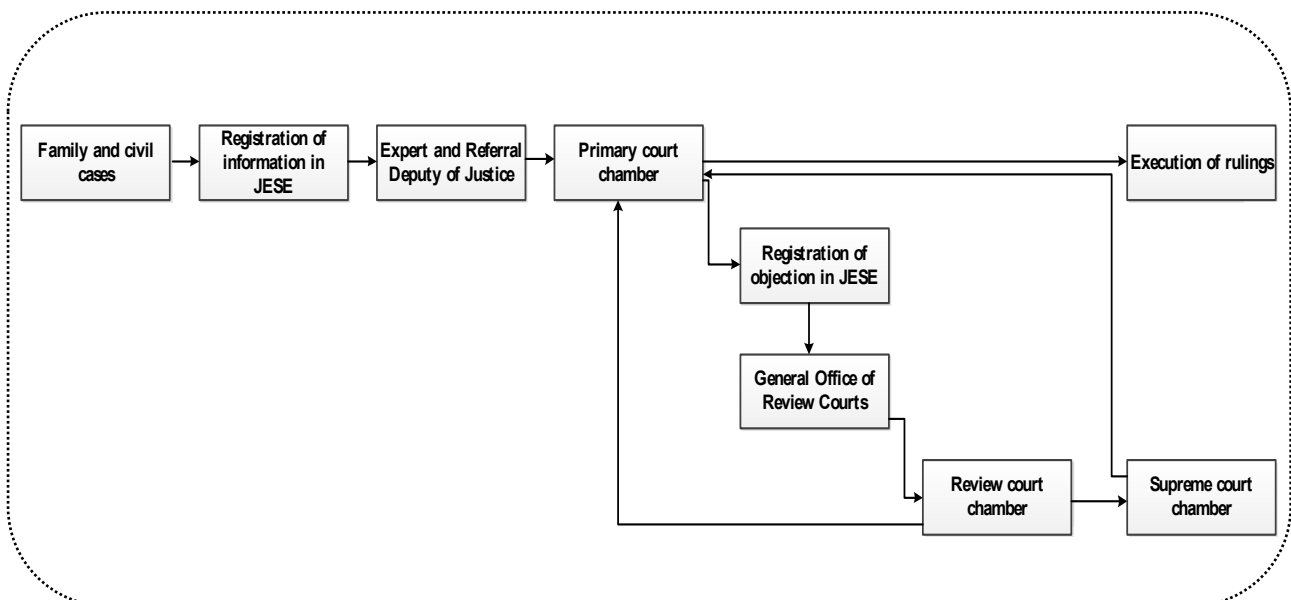 Family and civil
cases
Registration of
information in
JESE
Expert and Referral
Deputy of Justice
Primary court
chamber
Execution of rulings
Registration of
objection in JESE
General Office of
Review Courts
Review court
chamber
Supreme court
chamber